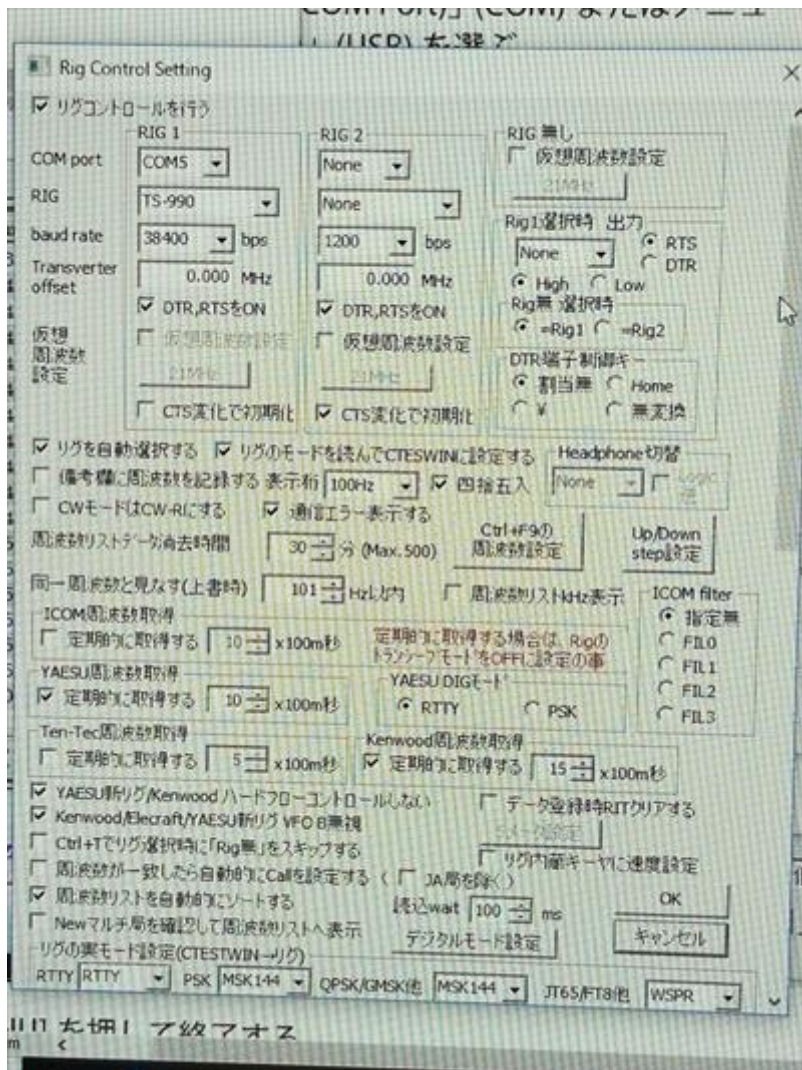 COM Port)」 (COM) または
」 (USB) を選
Rig Control Setting
リグコントロールを行う
RIG 1
RIG 2
RIG 無し
COM port
COM5
None
仮想周波数設定
21MHz
RIG
TS-990
None
Rig1選択時 出力
baud rate
38400 bps
1200 bps
None
RTS
DTR
Transverter offset
0.000 MHz
0.000 MHz
High Low
DTR,RTSをON
DTR,RTSをON
Rig無 選択時
=Rig1 =Rig2
仮想
周波数
設定
仮想周波数設定
仮想周波数設定
21MHz
21MHz
DTR端子制御キー
割当無 Home
¥ 無変換
CTS変化で初期化
CTS変化で初期化
リグを自動選択する リグのモードを読んでCTESWINに設定する
Headphone切替
備考欄に周波数を記録する 表示桁 100Hz 四捨五入
None
Logic
CWモードはCW-Rにする 通信エラー表示する
周波数リストデータ消去時間 30 分 (Max.500)
Ctrl+F9の
周波数設定
Up/Down
step設定
同一周波数と見なす(上書時) 101 Hz以内 周波数リストkHz表示
ICOM filter
指定無
FIL0
FIL1
FIL2
FIL3
ICOM周波数取得
定期的に取得する 10 x100m秒
定期的に取得する場合は、Rigの
トランシーブモードをOFFに設定の事
YAESU周波数取得
定期的に取得する 10 x100m秒
YAESU DIGモード
RTTY PSK
Ten-Tec周波数取得
定期的に取得する 5 x100m秒
Kenwood周波数取得
定期的に取得する 15 x100m秒
YAESU新リグ/Kenwood ハードフローコントロールしない
データ登録時RITクリアする
Kenwood/Elecraft/YAESU新リグ VFO B無視
Sメータ設定
Ctrl+Tでリグ選択時に「Rig無」をスキップする
リグ内蔵キーヤに速度設定
周波数が一致したら自動的にCallを設定する ( JA局を除く)
周波数リストを自動的にソートする
読込wait 100 ms
OK
Newマルチ局を確認して周波数リストへ表示
デジタルモード設定
キャンセル
リグの実モード設定(CTESTWIN→リグ)
RTTY RTTY PSK MSK144 QPSK/GMSK他 MSK144 JT65/FT8他 WSPR
を押して終了する